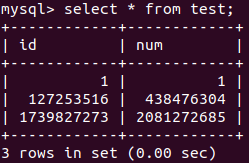 mysql> select * from test;
+------------+------------+
| id         | num        |
+------------+------------+
|          1 |          1 |
|  127253516 |  438476304 |
| 1739827273 | 2081272685 |
+------------+------------+
3 rows in set (0.00 sec)